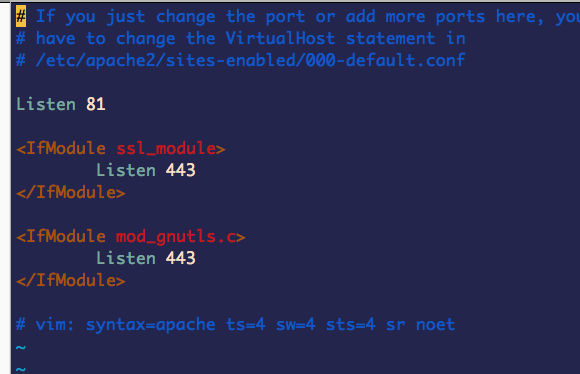 # If you just change the port or add more ports here, you
# have to change the VirtualHost statement in
# /etc/apache2/sites-enabled/000-default.conf
Listen 81
<IfModule ssl_module>
Listen 443
</IfModule>
<IfModule mod_gnutls.c>
Listen 443
</IfModule>
# vim: syntax=apache ts=4 sw=4 sts=4 sr noet
~
~